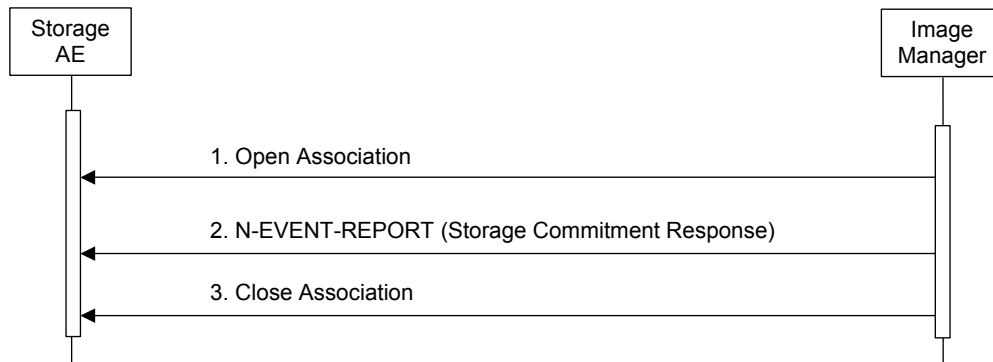 Storage
AE
Image
Manager
1. Open Association
2. N-EVENT-REPORT (Storage Commitment Response)
3. Close Association